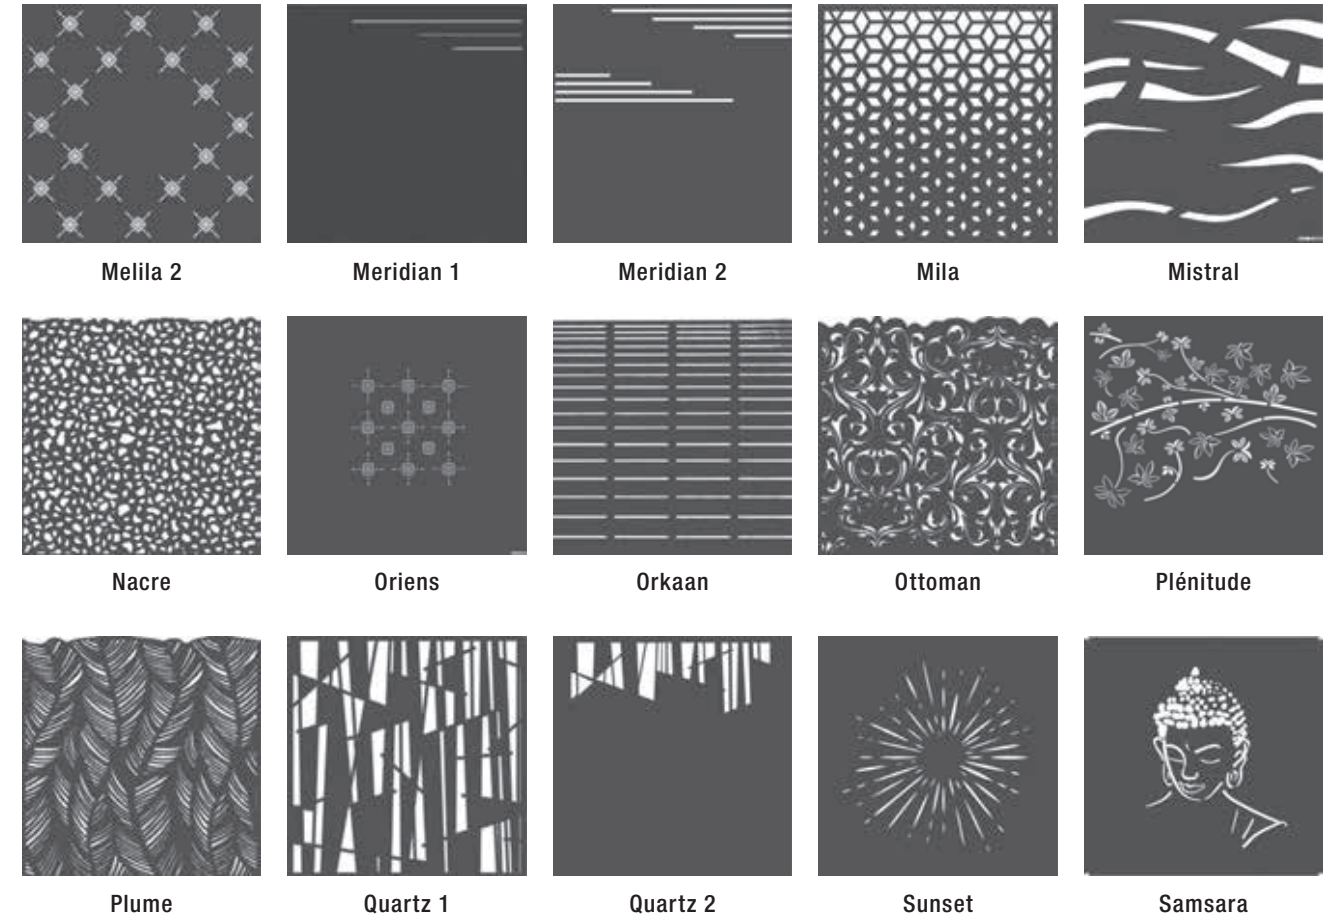 Melila 2
Meridian 1
Meridian 2
Mila
Mistral
Nacre
Oriens
Orkaan
Ottoman
Plénitude
Plume
Quartz 1
Quartz 2
Sunset
Samsara